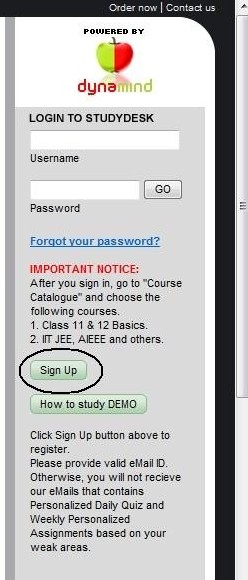 Order now | Contact us
POWERED BY
dynamind
LOGIN TO STUDYDESK
Username
GO
Password
Forgot your password?
IMPORTANT NOTICE:
After you sign in, go to "Course
Catalogue" and choose the
following courses.
1. Class 11 & 12 Basics.
2. IIT JEE, AIEEE and others.
Sign Up
How to study DEMO
Click Sign Up button above to
register.
Please provide valid eMail ID.
Otherwise, you will not recieve
our eMails that contains
Personalized Daily Quiz and
Weekly Personalized
Assignments based on your
weak areas.